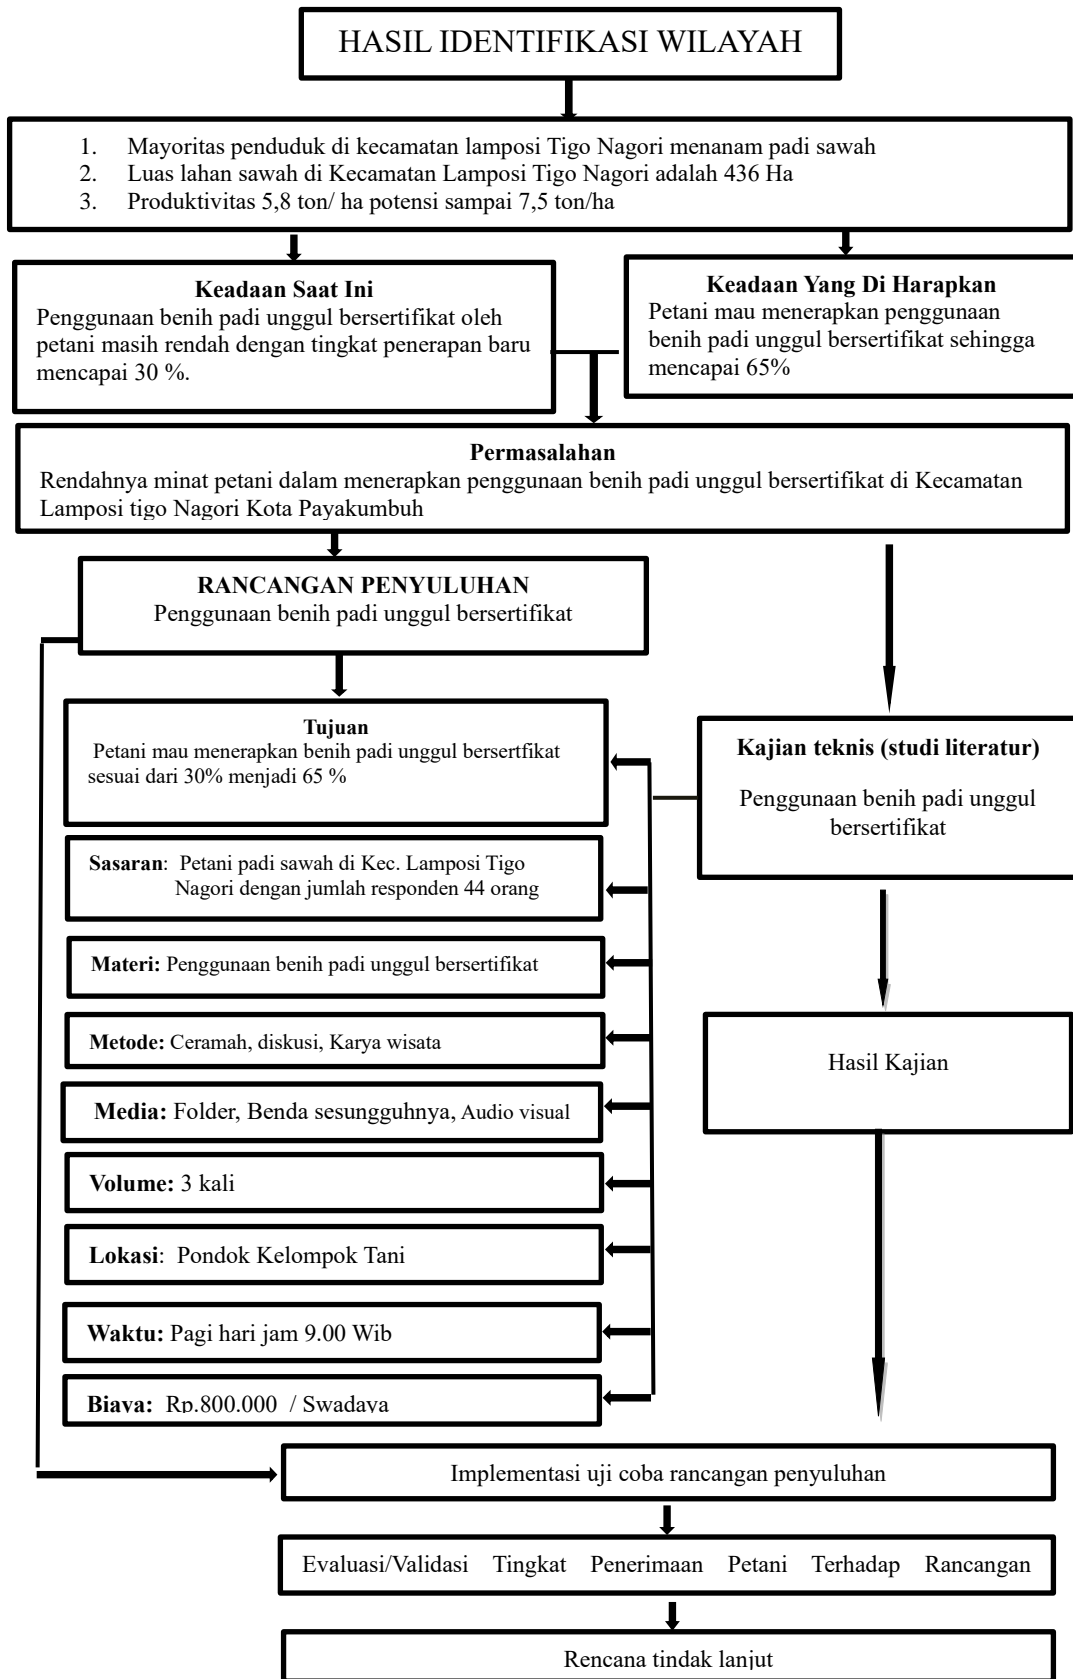 HASIL IDENTIFIKASI WILAYAH
1. Mayoritas penduduk di kecamatan lamposi Tigo Nagori menanam padi sawah
2. Luas lahan sawah di Kecamatan Lamposi Tigo Nagori adalah 436 Ha
3. Produktivitas 5,8 ton/ ha potensi sampai 7,5 ton/ha
Keadaan Saat Ini
Penggunaan benih padi unggul bersertifikat oleh
petani masih rendah dengan tingkat penerapan baru
mencapai 30 %.
Keadaan Yang Di Harapkan
Petani mau menerapkan penggunaan
benih padi unggul bersertifikat sehingga
mencapai 65%
Permasalahan
Rendahnya minat petani dalam menerapkan penggunaan benih padi unggul bersertifikat di Kecamatan
Lamposi tigo Nagori Kota Payakumbuh
RANCANGAN PENYULUHAN
Penggunaan benih padi unggul bersertifikat
Tujuan
Petani mau menerapkan benih padi unggul bersertfikat
sesuai dari 30% menjadi 65 %
Sasaran: Petani padi sawah di Kec. Lamposi Tigo
Nagori dengan jumlah responden 44 orang
Materi: Penggunaan benih padi unggul bersertifikat
Metode: Ceramah, diskusi, Karya wisata
Media: Folder, Benda sesungguhnya, Audio visual
Volume: 3 kali
Lokasi: Pondok Kelompok Tani
Waktu: Pagi hari jam 9.00 Wib
Biaya: Rp.800.000 / Swadaya
Kajian teknis (studi literatur)
Penggunaan benih padi unggul
bersertifikat
Hasil Kajian
Implementasi uji coba rancangan penyuluhan
Evaluasi/Validasi Tingkat Penerimaan Petani Terhadap Rancangan
Rencana tindak lanjut